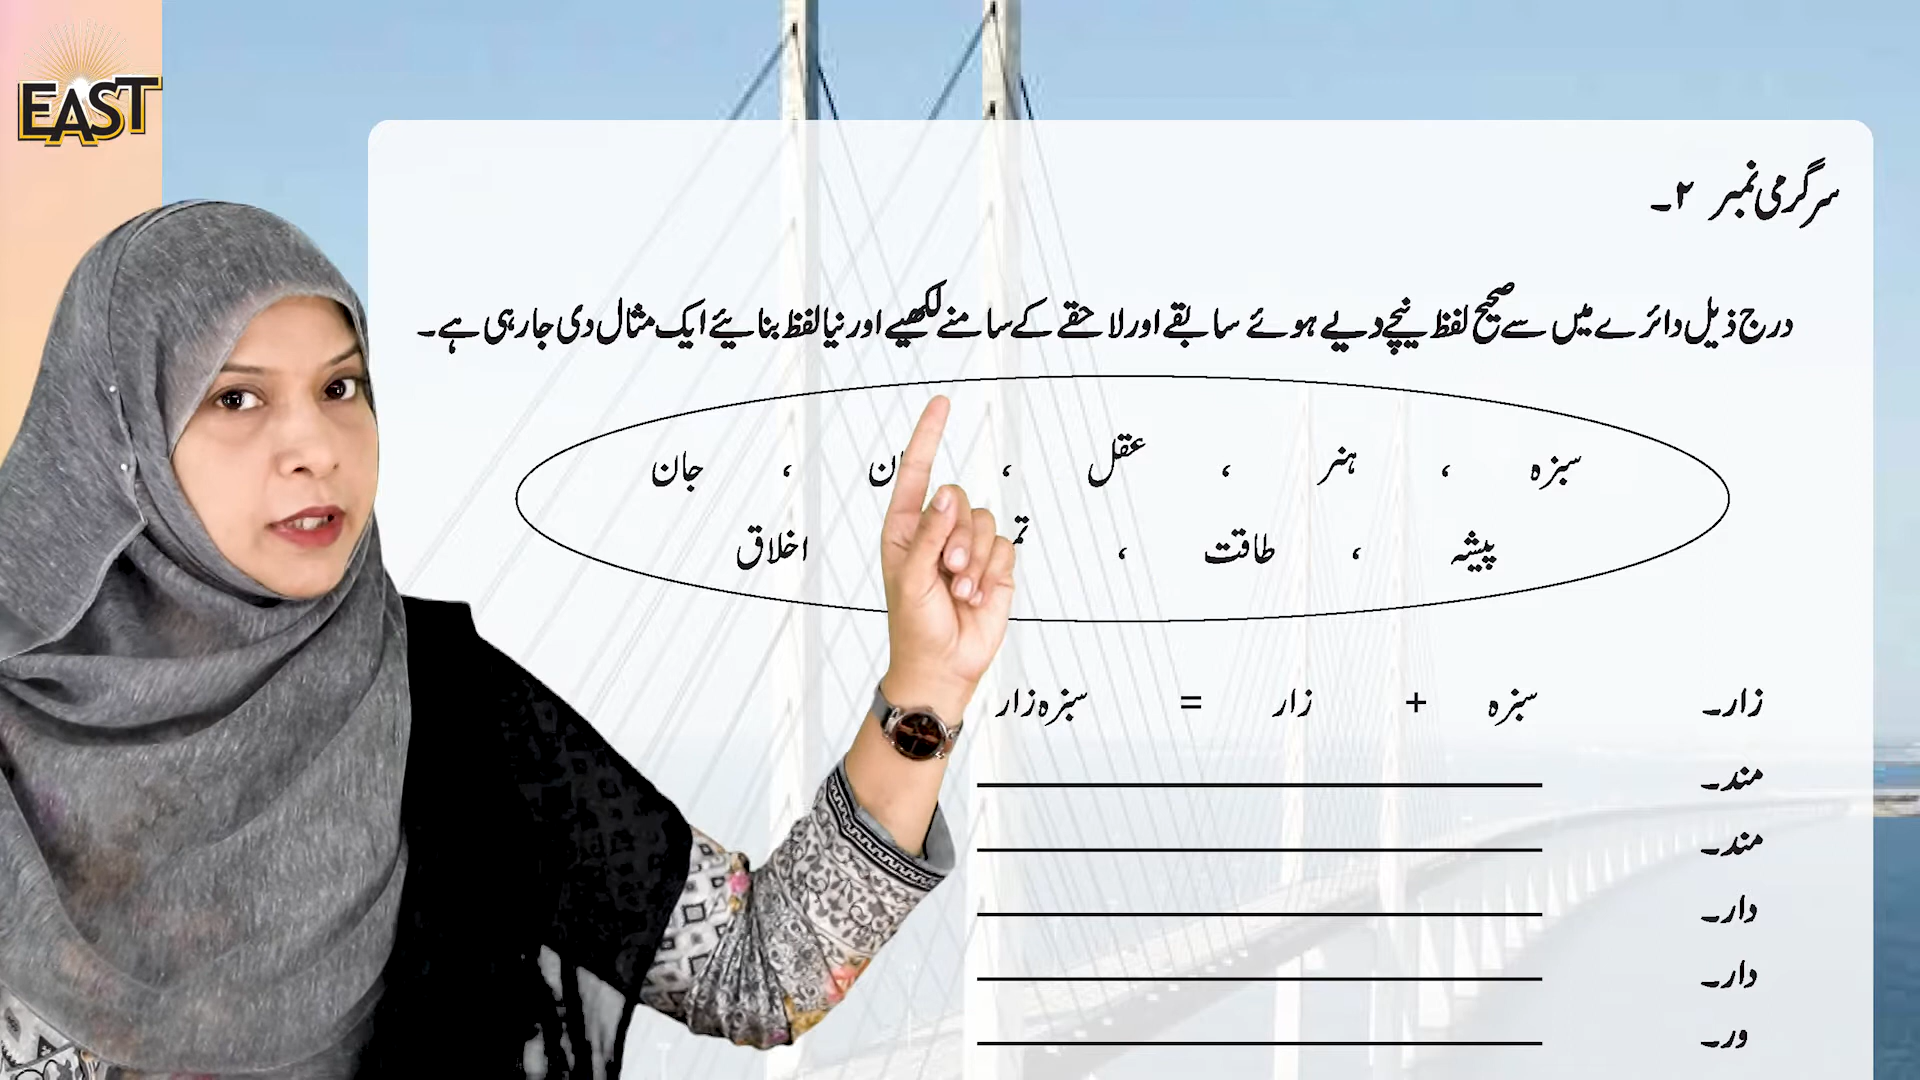 EAST
سرگرمی نمبر ۲۔
درج ذیل دائرے میں سے صحیح لفظ نیچے دیے ہوئے سابقے اور لاحقے کے سامنے لکھیے اور نیا لفظ بنائیے ایک مثال دی جارہی ہے۔
سبزہ ، ہنر ، عقل ، ، جان
پیشہ ، طاقت ، اخلاق
زار۔ سبزہ + زار = سبزہ زار
مند۔
مند۔
دار۔
دار۔
ور۔